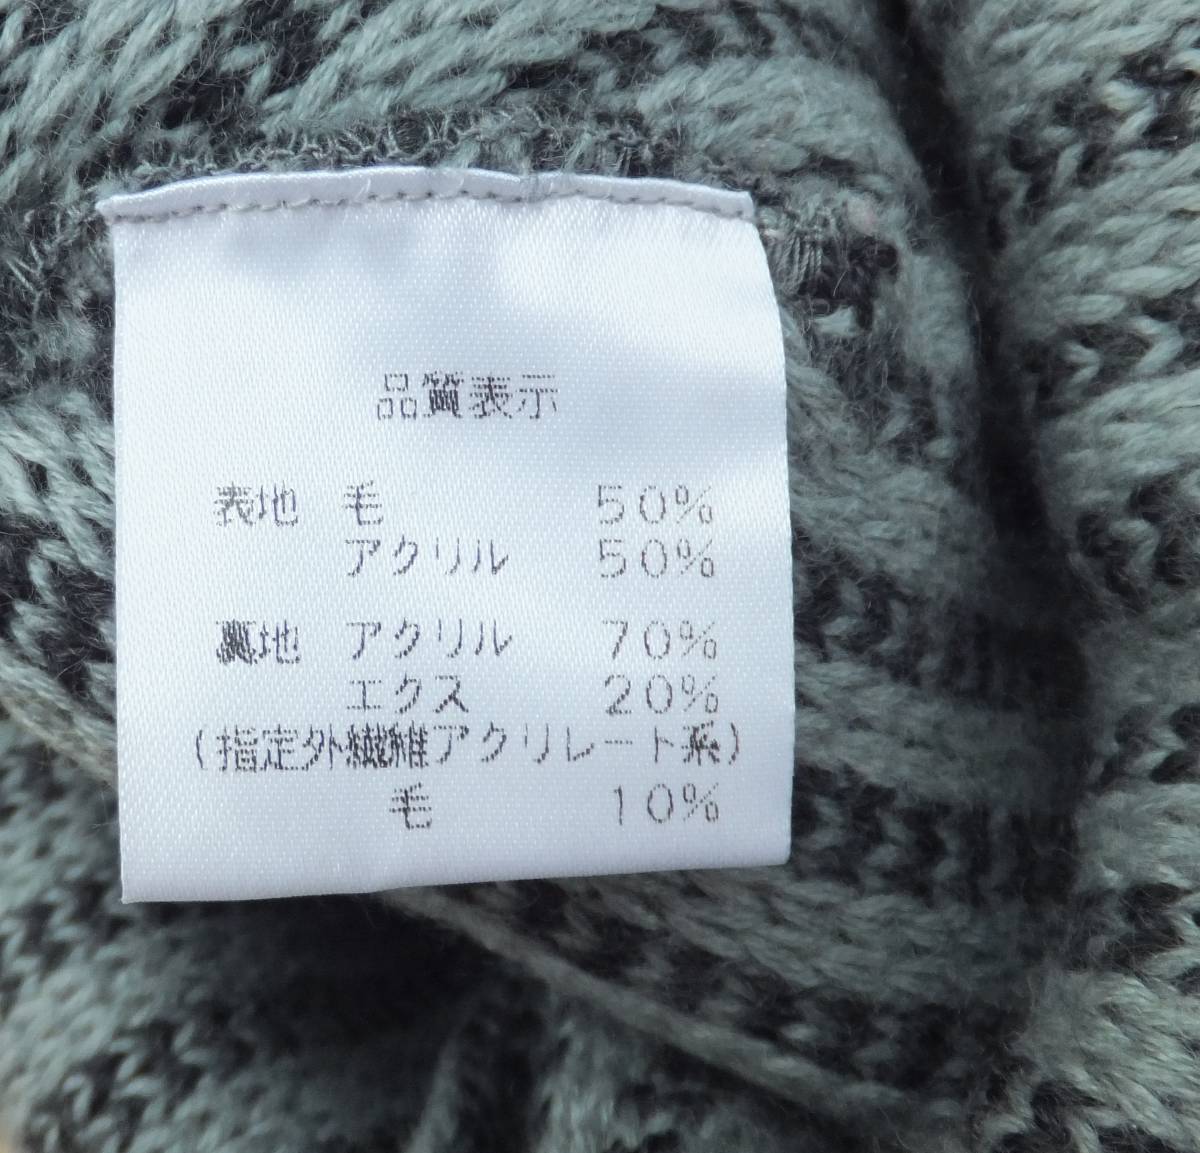 品質表示
表地 毛 50%
アクリル 50%
裏地 アクリル 70%
エクス 20%
(指定外繊維アクリレート系)
毛 10%